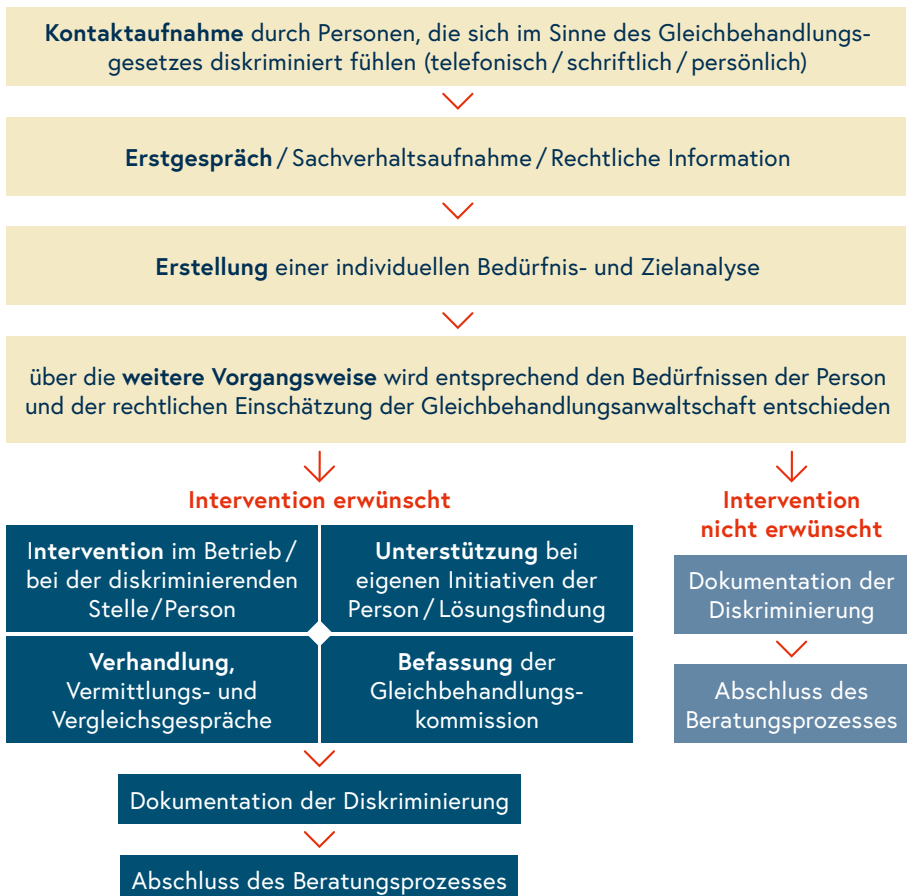 Kontaktaufnahme durch Personen, die sich im Sinne des Gleichbehandlungs-
gesetzes diskriminiert fühlen (telefonisch / schriftlich / persönlich)
Erstgespräch / Sachverhaltsaufnahme / Rechtliche Information
Erstellung einer individuellen Bedürfnis- und Zielanalyse
über die weitere Vorgangsweise wird entsprechend den Bedürfnissen der Person
und der rechtlichen Einschätzung der Gleichbehandlungsanwaltschaft entschieden
Intervention erwünscht
Intervention im Betrieb /
bei der diskriminierenden
Stelle / Person
Unterstützung bei
eigenen Initiativen der
Person / Lösungsfindung
Verhandlung,
Vermittlungs- und
Vergleichsgespräche
Befassung der
Gleichbehandlungs-
kommission
Dokumentation der Diskriminierung
Abschluss des Beratungsprozesses
Intervention
nicht erwünscht
Dokumentation der
Diskriminierung
Abschluss des
Beratungsprozesses